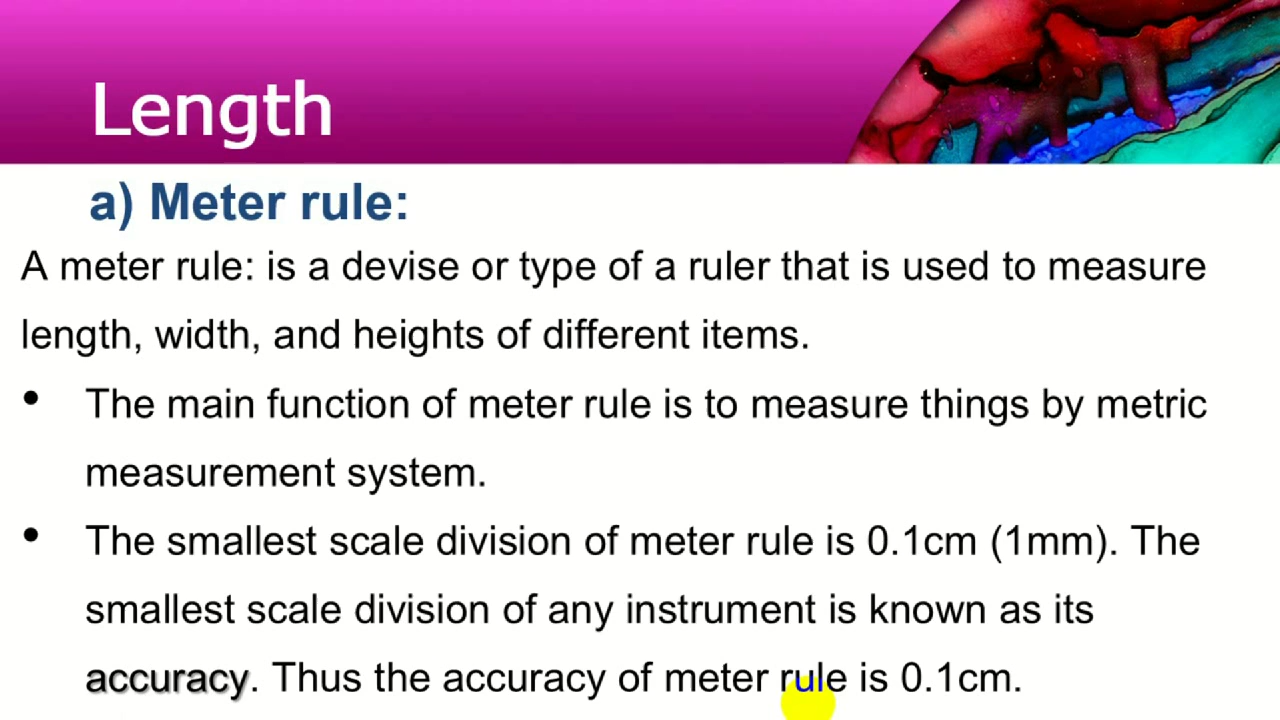 Length
a) Meter rule:
A meter rule: is a devise or type of a ruler that is used to measure
length, width, and heights of different items.
• The main function of meter rule is to measure things by metric
measurement system.
• The smallest scale division of meter rule is 0.1cm (1mm). The
smallest scale division of any instrument is known as its
accuracy. Thus the accuracy of meter rule is 0.1cm.